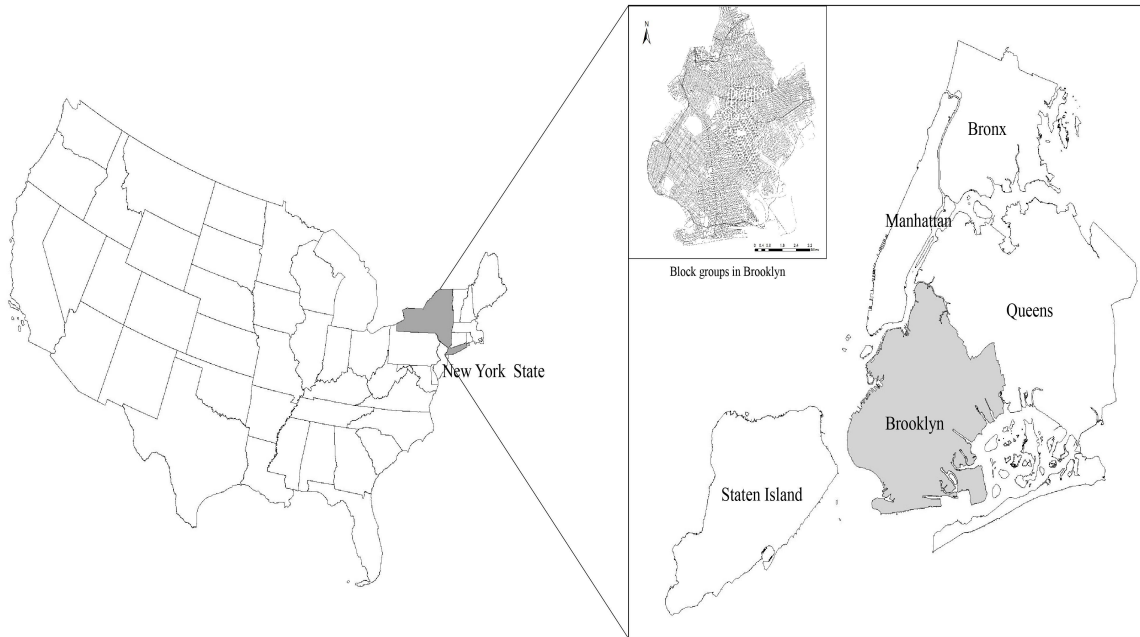 N
Block groups in Brooklyn
Bronx
Manhattan
Queens
New York State
Brooklyn
Staten Island